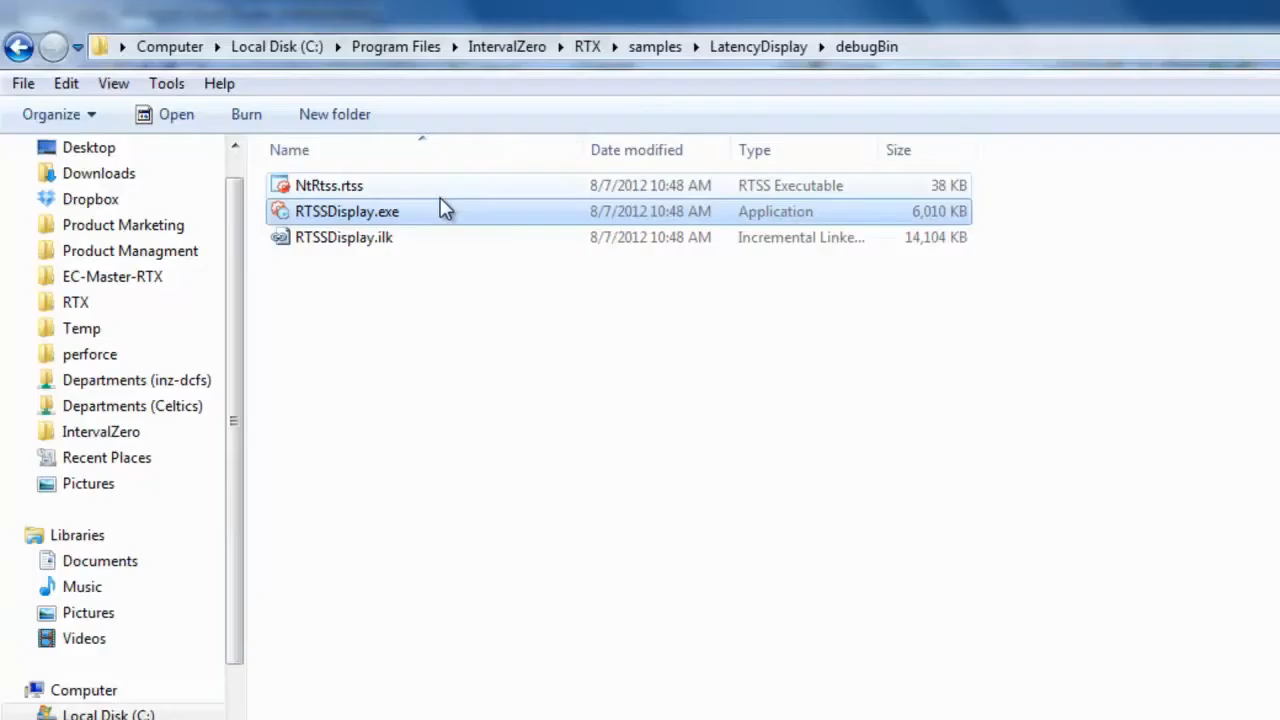 Computer Local Disk (C:) Program Files IntervalZero RTX samples LatencyDisplay debugBin
File Edit View Tools Help
Organize Open Burn New folder
Name Date modified Type Size
Desktop
Downloads
Dropbox
Product Marketing
Product Managment
EC-Master-RTX
RTX
Temp
perforce
Departments (inz-dcfs)
Departments (Celtics)
IntervalZero
Recent Places
Pictures
Libraries
Documents
Music
Pictures
Videos
Computer
Local Disk (C:)
NtRtss.rtss 8/7/2012 10:48 AM RTSS Executable 38 KB
RTSSDisplay.exe 8/7/2012 10:48 AM Application 6,010 KB
RTSSDisplay.ilk 8/7/2012 10:48 AM Incremental Linke... 14,104 KB